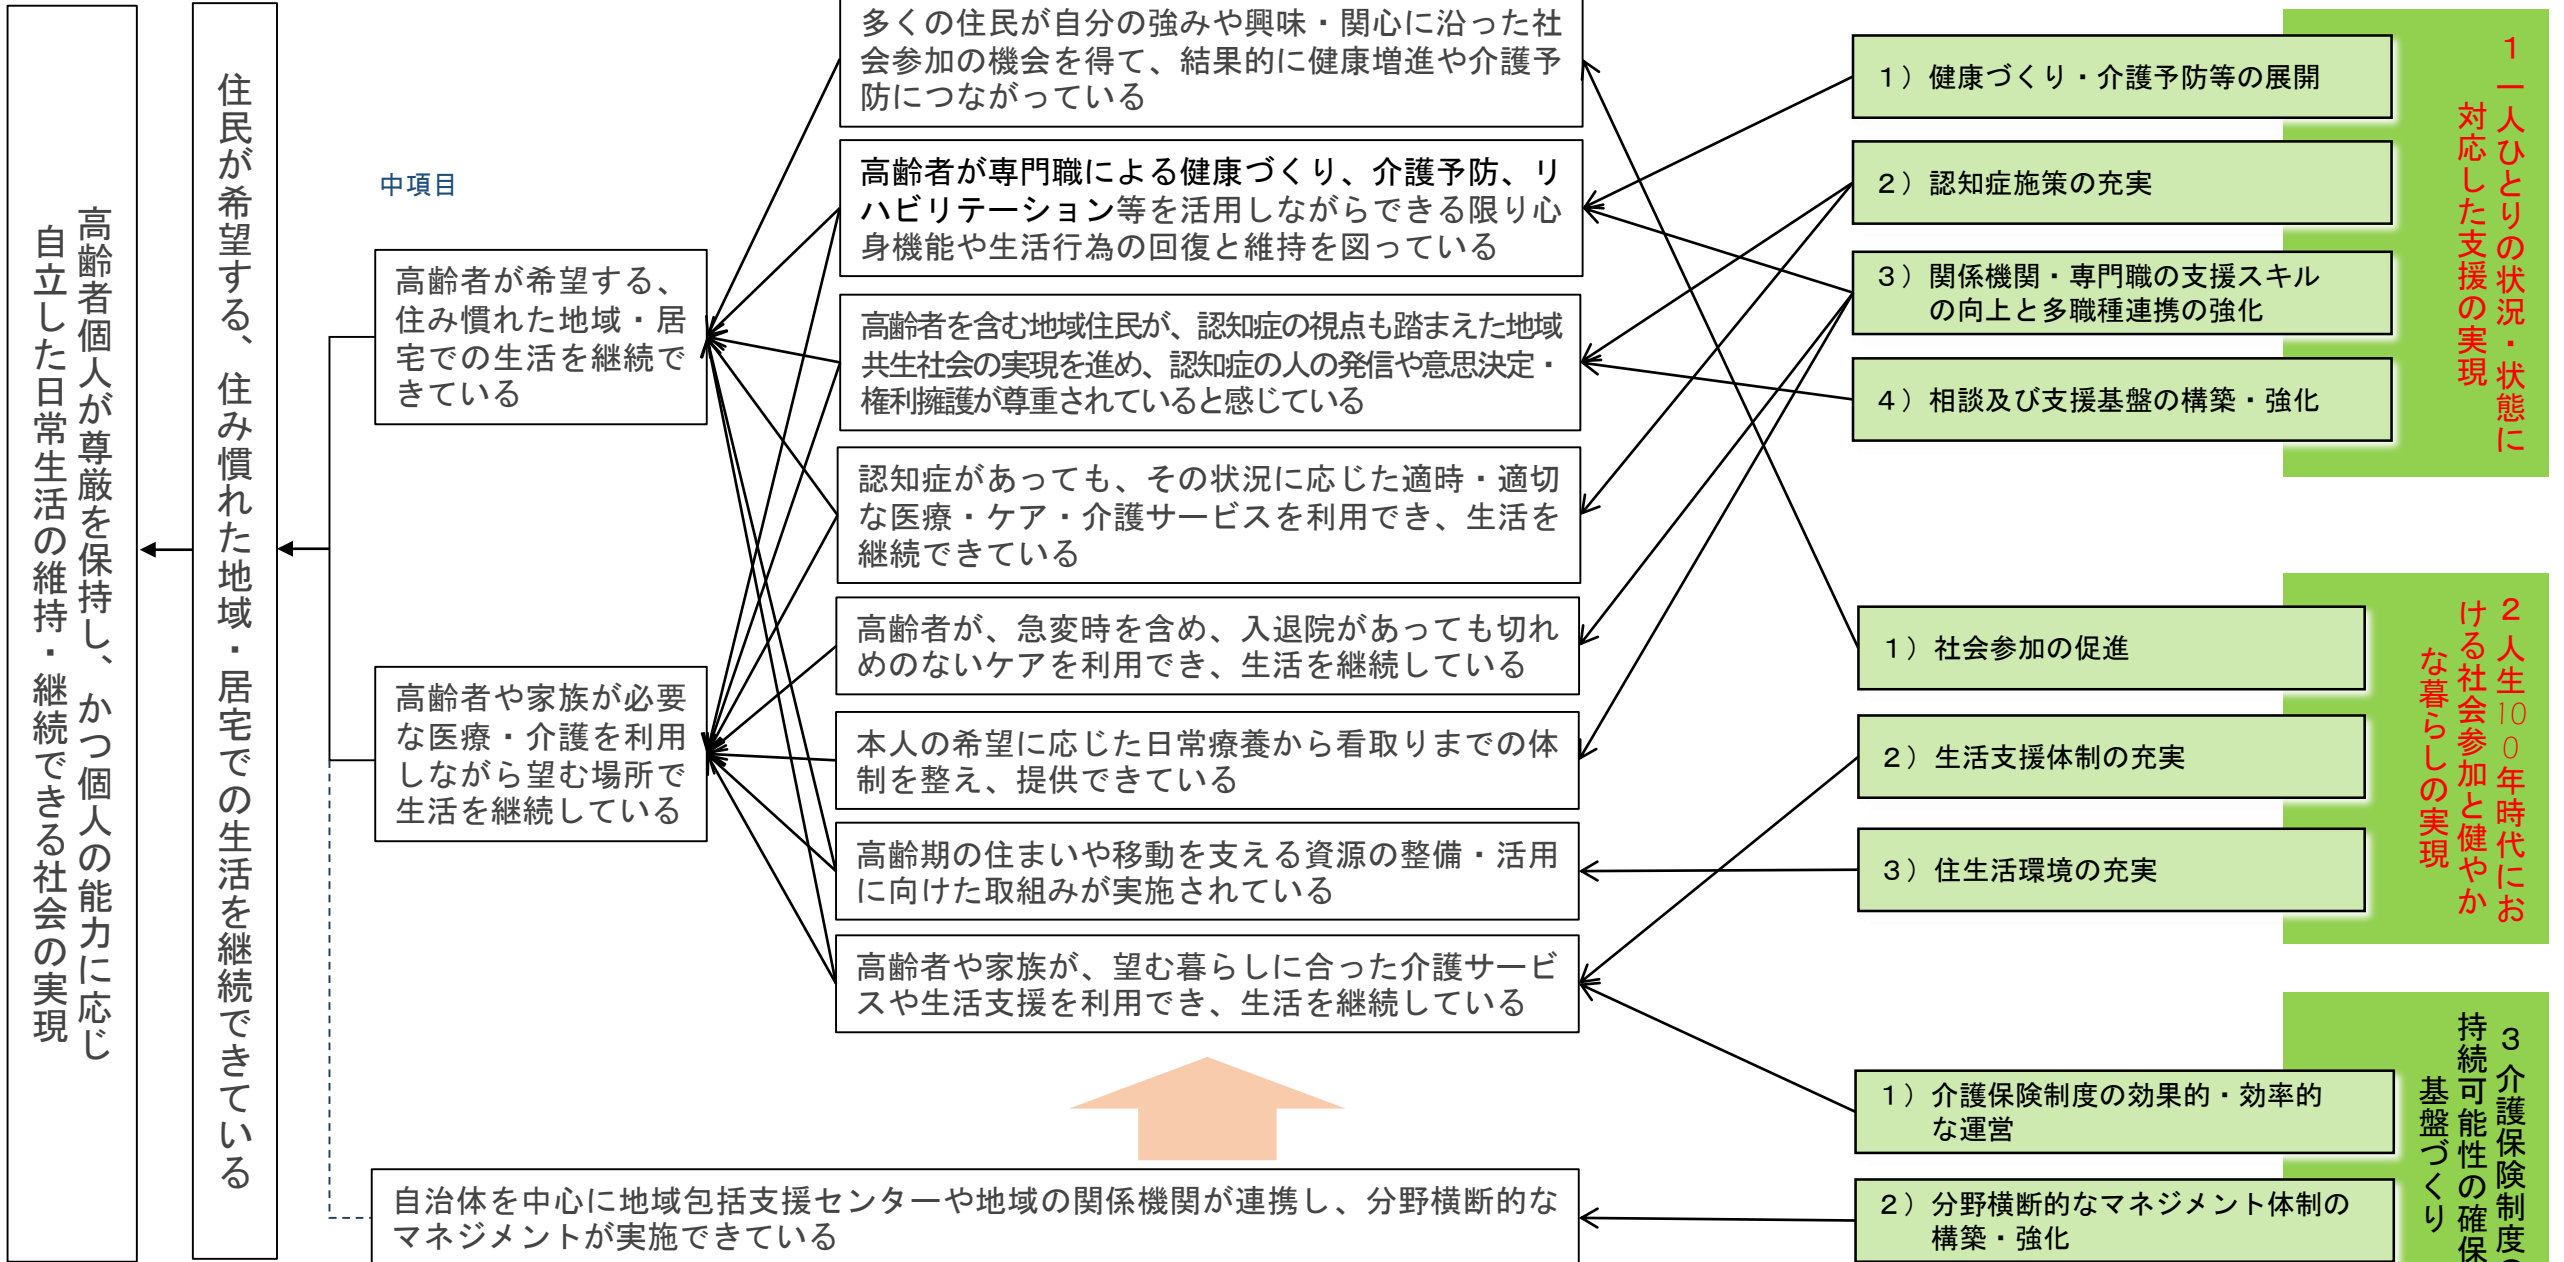 高齢者個人が尊厳を保持し、かつ個人の能力に応じ
自立した日常生活の維持・継続できる社会の実現
住民が希望する、住み慣れた地域・居宅での生活を継続できている
中項目
高齢者が希望する、
住み慣れた地域・居
宅での生活を継続で
きている
高齢者や家族が必要
な医療・介護を利用
しながら望む場所で
生活を継続している
多くの住民が自分の強みや興味・関心に沿った社
会参加の機会を得て、結果的に健康増進や介護予
防につながっている
高齢者が専門職による健康づくり、介護予防、リ
ハビリテーション等を活用しながらできる限り心
身機能や生活行為の回復と維持を図っている
高齢者を含む地域住民が、認知症の視点も踏まえた地域
共生社会の実現を進め、認知症の人の発信や意思決定・
権利擁護が尊重されていると感じている
認知症があっても、その状況に応じた適時・適切
な医療・ケア・介護サービスを利用でき、生活を
継続できている
高齢者が、急変時を含め、入退院があっても切れ
めのないケアを利用でき、生活を継続している
本人の希望に応じた日常療養から看取りまでの体
制を整え、提供できている
高齢期の住まいや移動を支える資源の整備・活用
に向けた取組みが実施されている
高齢者や家族が、望む暮らしに合った介護サービ
スや生活支援を利用でき、生活を継続している
自治体を中心に地域包括支援センターや地域の関係機関が連携し、分野横断的な
マネジメントが実施できている
1）健康づくり・介護予防等の展開
2）認知症施策の充実
3）関係機関・専門職の支援スキル
の向上と多職種連携の強化
4）相談及び支援基盤の構築・強化
1 一人ひとりの状況・状態に
対応した支援の実現
1）社会参加の促進
2）生活支援体制の充実
3）住生活環境の充実
2 人生100年時代にお
ける社会参加と健やか
な暮らしの実現
1）介護保険制度の効果的・効率的
な運営
2）分野横断的なマネジメント体制の
構築・強化
3 介護保険制度の
持続可能性の確保
基盤づくり